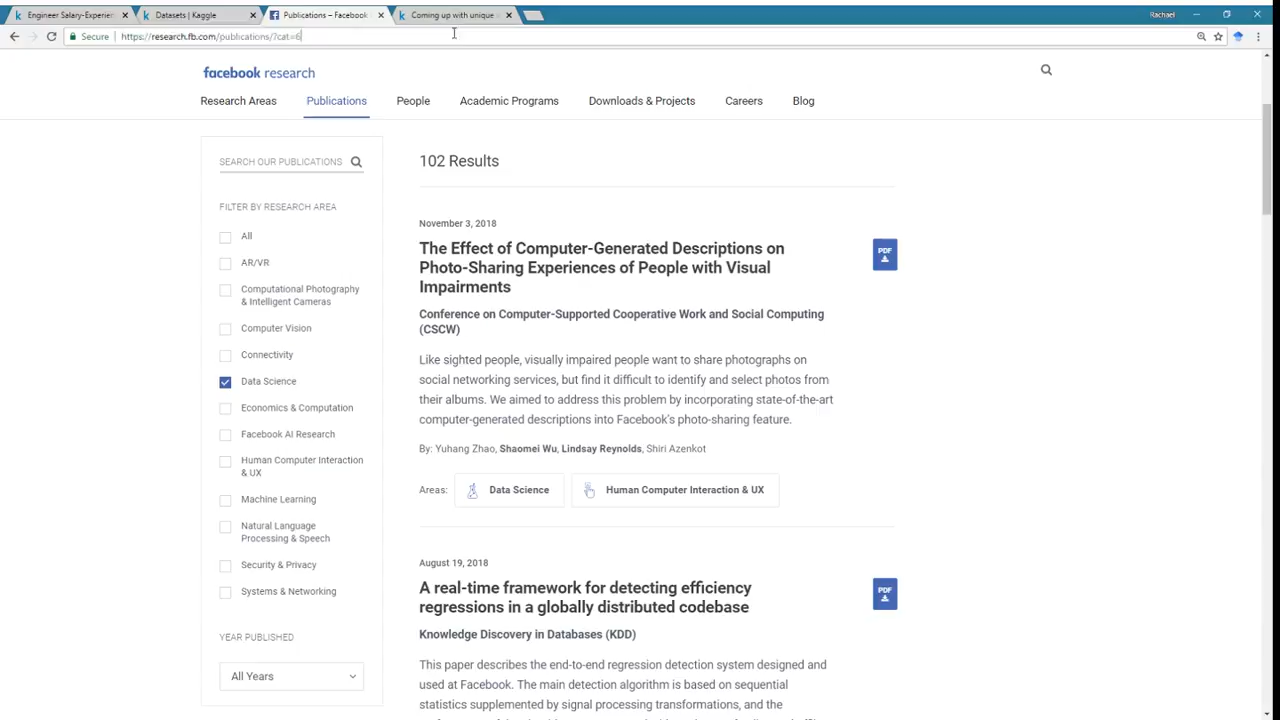 Engineer Salary-Experien
Datasets | Kaggle
Publications – Facebook
Coming up with unique
Rachael
Secure
https://research.fb.com/publications/?cat=6
facebook research
Research Areas
Publications
People
Academic Programs
Downloads & Projects
Careers
Blog
SEARCH OUR PUBLICATIONS
FILTER BY RESEARCH AREA
All
AR/VR
Computational Photography
& Intelligent Cameras
Computer Vision
Connectivity
Data Science
Economics & Computation
Facebook AI Research
Human Computer Interaction
& UX
Machine Learning
Natural Language
Processing & Speech
Security & Privacy
Systems & Networking
YEAR PUBLISHED
All Years
102 Results
November 3, 2018
The Effect of Computer-Generated Descriptions on
Photo-Sharing Experiences of People with Visual
Impairments
PDF
Conference on Computer-Supported Cooperative Work and Social Computing
(CSCW)
Like sighted people, visually impaired people want to share photographs on
social networking services, but find it difficult to identify and select photos from
their albums. We aimed to address this problem by incorporating state-of-the-art
computer-generated descriptions into Facebook's photo-sharing feature.
By: Yuhang Zhao, Shaomei Wu, Lindsay Reynolds, Shiri Azenkot
Areas:
Data Science
Human Computer Interaction & UX
August 19, 2018
A real-time framework for detecting efficiency
regressions in a globally distributed codebase
PDF
Knowledge Discovery in Databases (KDD)
This paper describes the end-to-end regression detection system designed and
used at Facebook. The main detection algorithm is based on sequential
statistics supplemented by signal processing transformations, and the